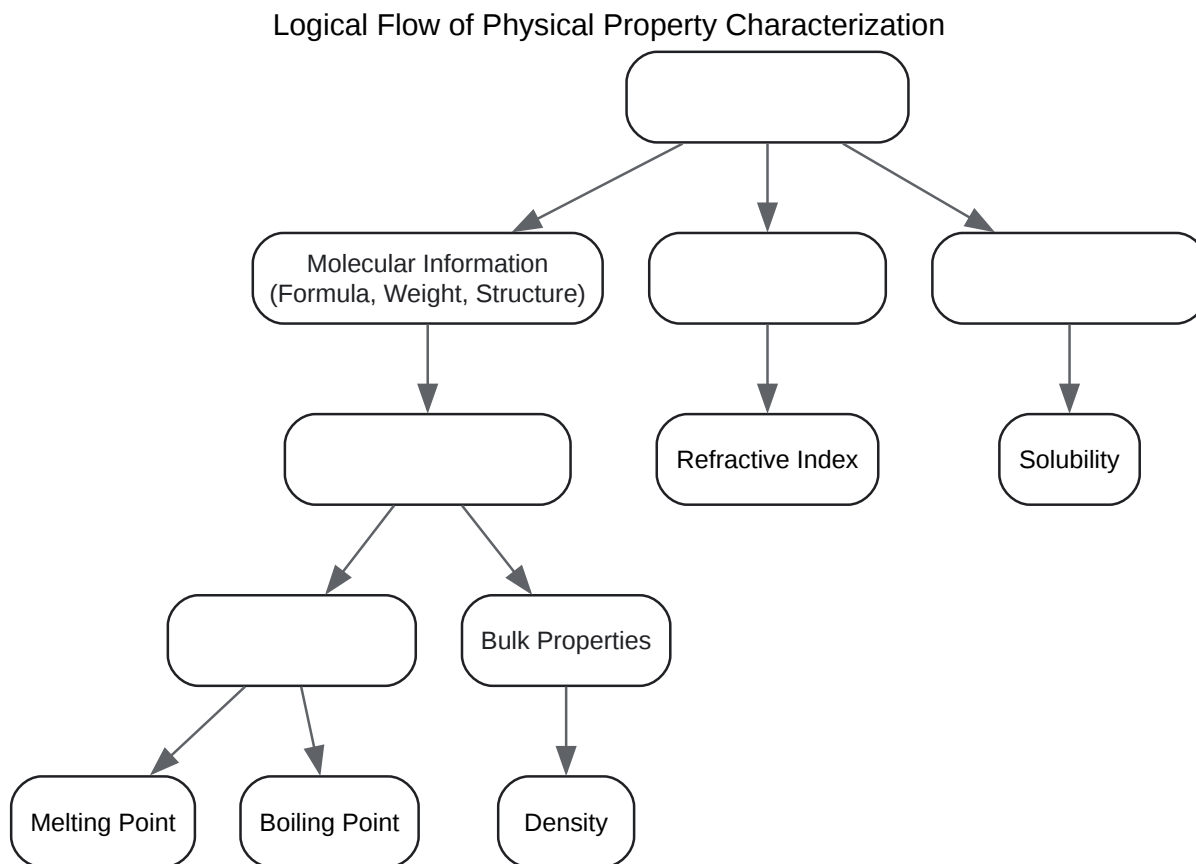 Logical Flow of Physical Property Characterization
Molecular Information
(Formula, Weight, Structure)
Refractive Index
Solubility
Bulk Properties
Melting Point
Boiling Point
Density